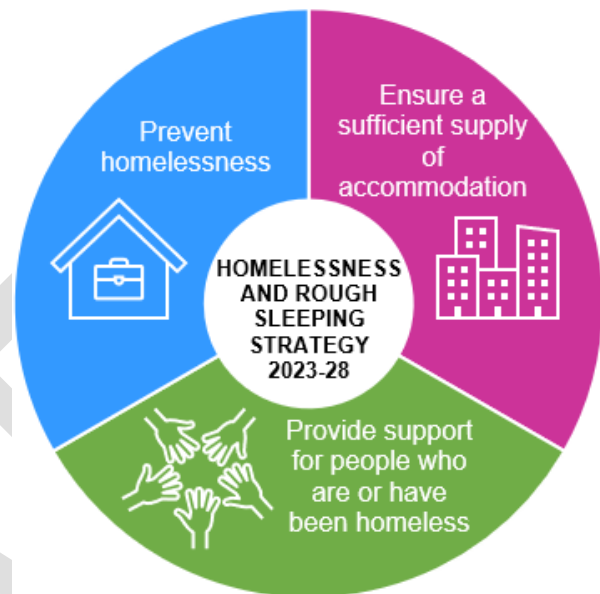 Prevent
homelessness
Ensure a
sufficient supply
of
accommodation
HOMELESSNESS
AND ROUGH
SLEEPING
STRATEGY
2023-28
Provide support
for people who
are or have
been homeless